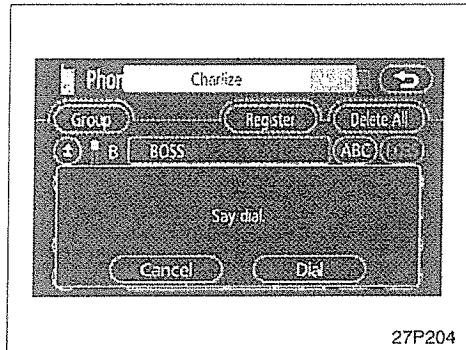 Phon Charlize
Group Register Delete All
B BOSS ABC
Say dial.
Cancel Dial
27P204